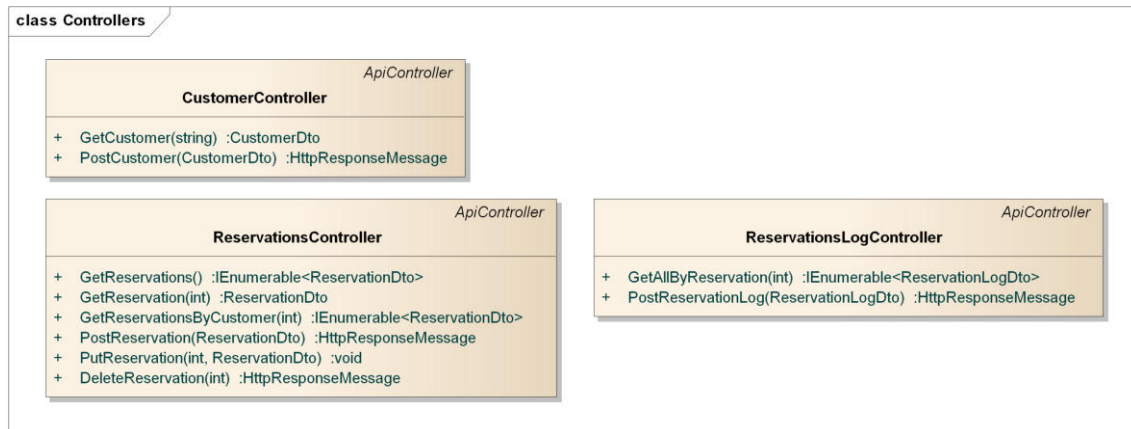 class Controllers
ApiController
CustomerController
+ GetCustomer(string) :CustomerDto
+ PostCustomer(CustomerDto) :HttpResponseMessage
ApiController
ReservationsController
+ GetReservations() :IEnumerable<ReservationDto>
+ GetReservation(int) :ReservationDto
+ GetReservationsByCustomer(int) :IEnumerable<ReservationDto>
+ PostReservation(ReservationDto) :HttpResponseMessage
+ PutReservation(int, ReservationDto) :void
+ DeleteReservation(int) :HttpResponseMessage
ApiController
ReservationsLogController
+ GetAllByReservation(int) :IEnumerable<ReservationLogDto>
+ PostReservationLog(ReservationLogDto) :HttpResponseMessage